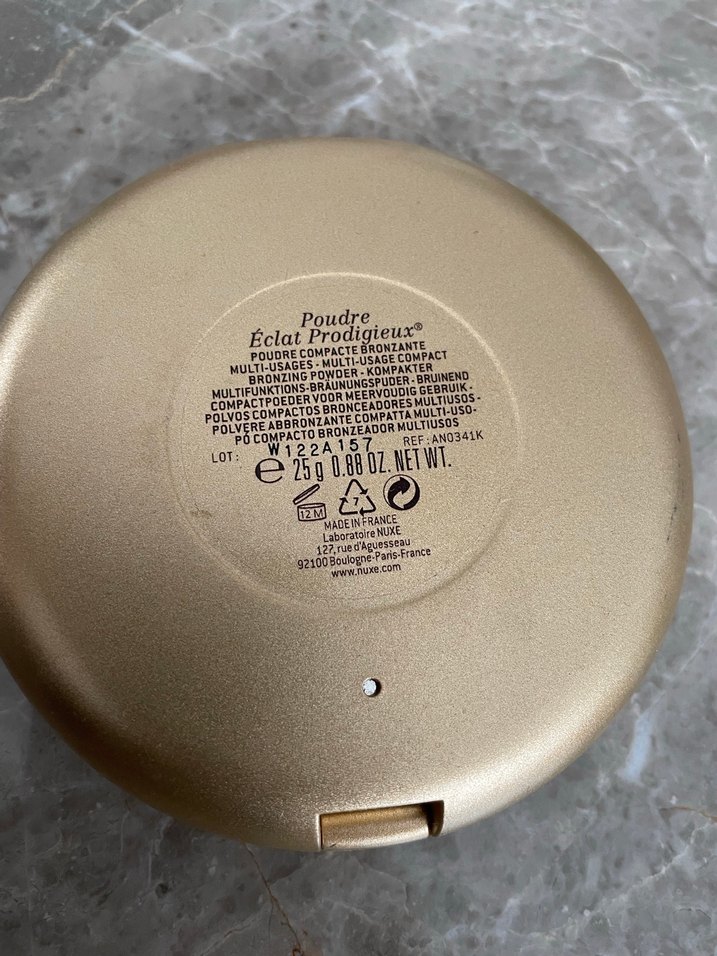 Poudre
Éclat Prodigieux®
POUDRE COMPACTE BRONZANTE
MULTI-USAGES - MULTI-USAGE COMPACT
BRONZING POWDER - KOMPAKTER
MULTIFUNKTIONS-BRÄUNUNGSPUDER - BRUINEND
COMPACTPOEDER VOOR MEERVOUDIG GEBRUIK -
POLVOS COMPACTOS BRONCEADORES MULTIUSOS -
POLVERE ABBRONZANTE COMPATTA MULTI-USO-
PÓ COMPACTO BRONZEADOR MULTIUSOS
LOT: W122A157 REF: AN0341K
e 25 g 0.88 OZ. NET WT.
12 M 7
MADE IN FRANCE
Laboratoire NUXE
127, rue d'Aguesseau
92100 Boulogne-Paris-France
www.nuxe.com